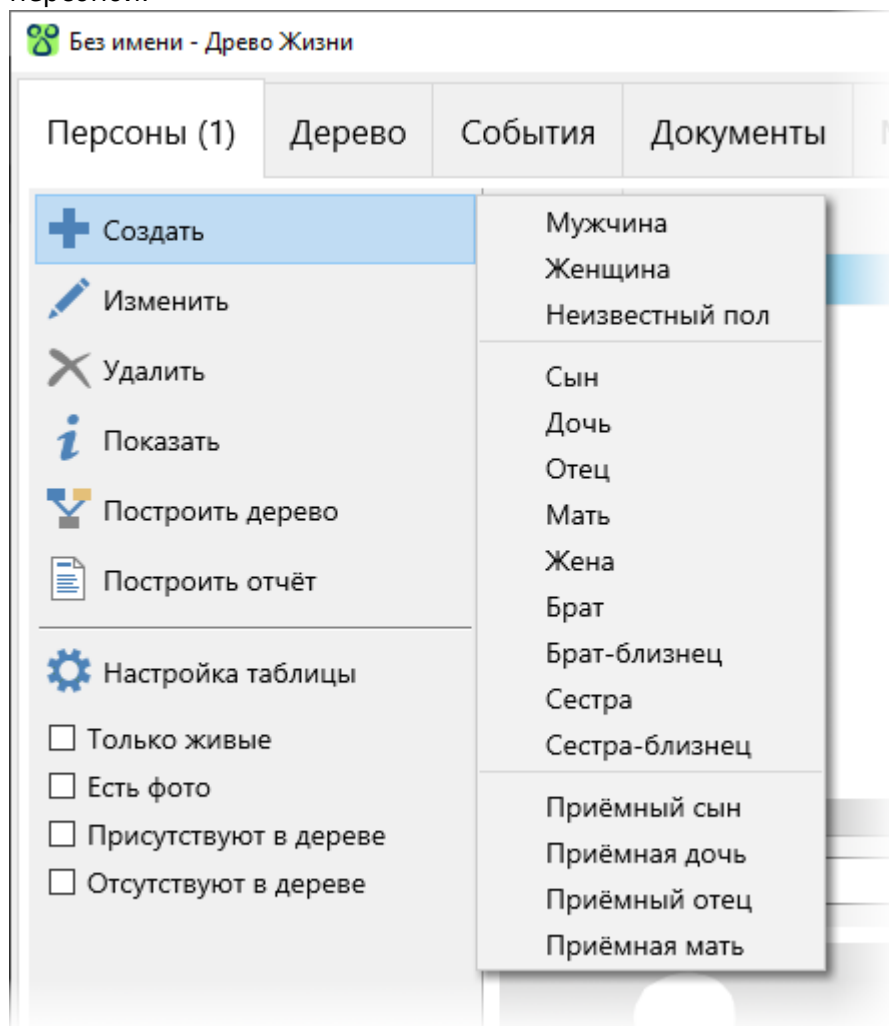 Без имени - Древо Жизни
Персоны (1)
Дерево
События
Документы
Создать
Изменить
Удалить
Показать
Построить дерево
Построить отчёт
Настройка таблицы
Только живые
Есть фото
Присутствуют в дереве
Отсутствуют в дереве
Мужчина
Женщина
Неизвестный пол
Сын
Дочь
Отец
Мать
Жена
Брат
Брат-близнец
Сестра
Сестра-близнец
Приёмный сын
Приёмная дочь
Приёмный отец
Приёмная мать